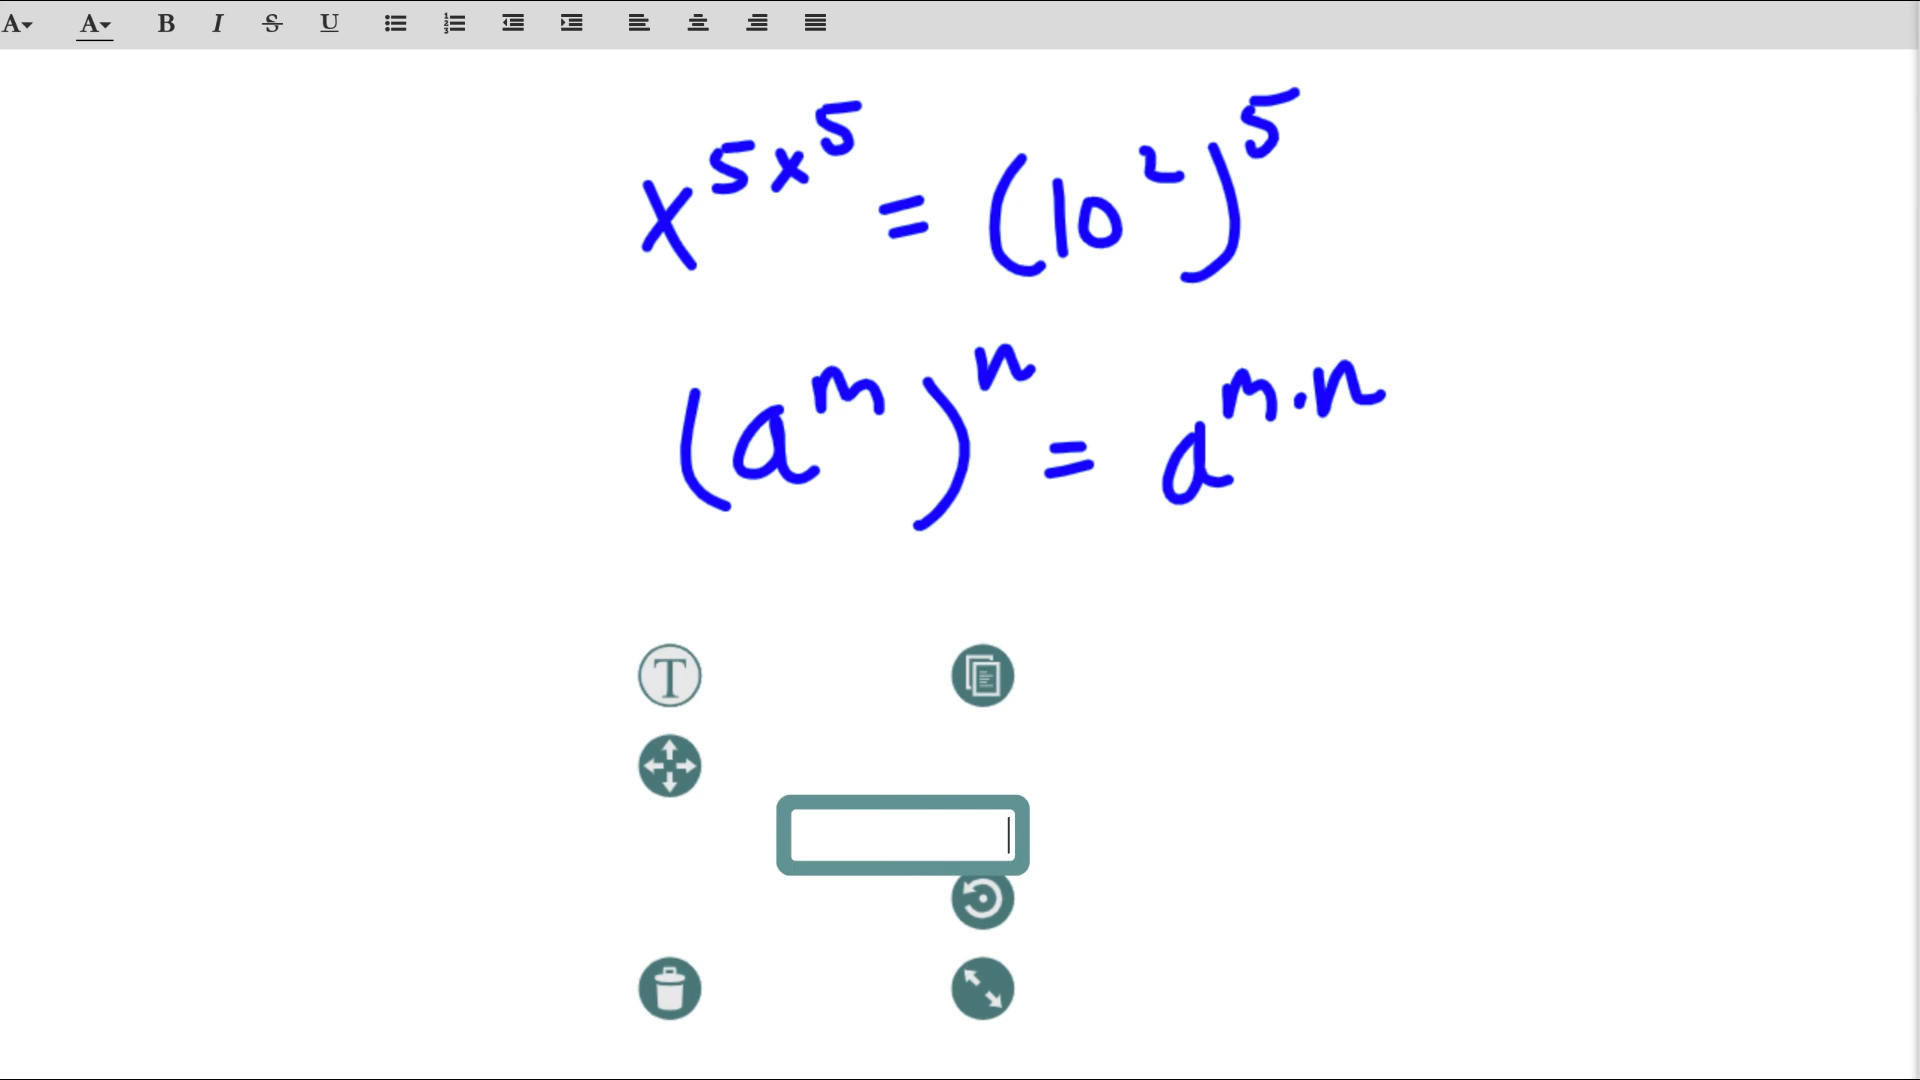 A A B I S U
x^{5x^5} = (10^2)^5
(a^m)^n = a^{m·n}
T